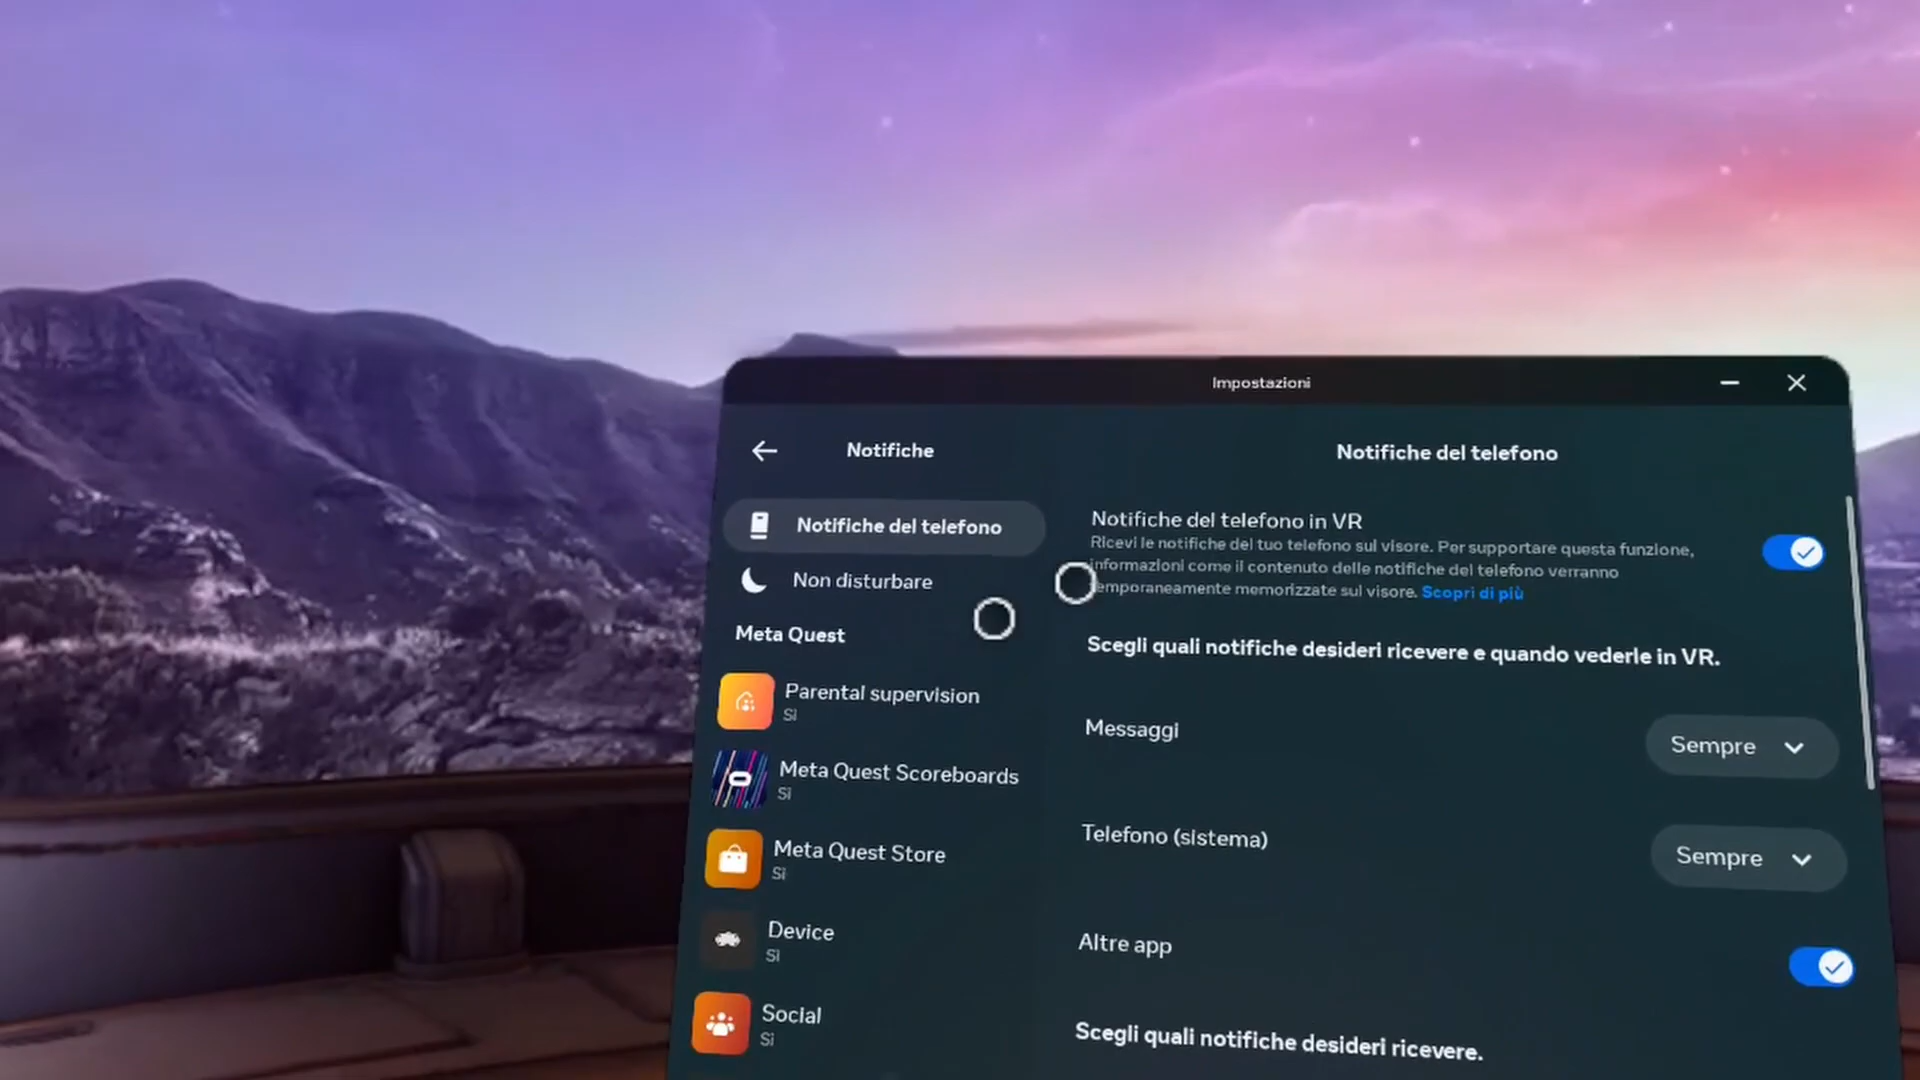 Impostazioni
Notifiche
Notifiche del telefono
Non disturbare
Meta Quest
Parental supervision
Sì
Meta Quest Scoreboards
Sì
Meta Quest Store
Sì
Device
Sì
Social
Sì
Notifiche del telefono
Notifiche del telefono in VR
Ricevi le notifiche del tuo telefono sul visore. Per supportare questa funzione,
informazioni come il contenuto delle notifiche del telefono verranno
temporaneamente memorizzate sul visore. Scopri di più
Scegli quali notifiche desideri ricevere e quando vederle in VR.
Messaggi
Sempre
Telefono (sistema)
Sempre
Altre app
Scegli quali notifiche desideri ricevere.